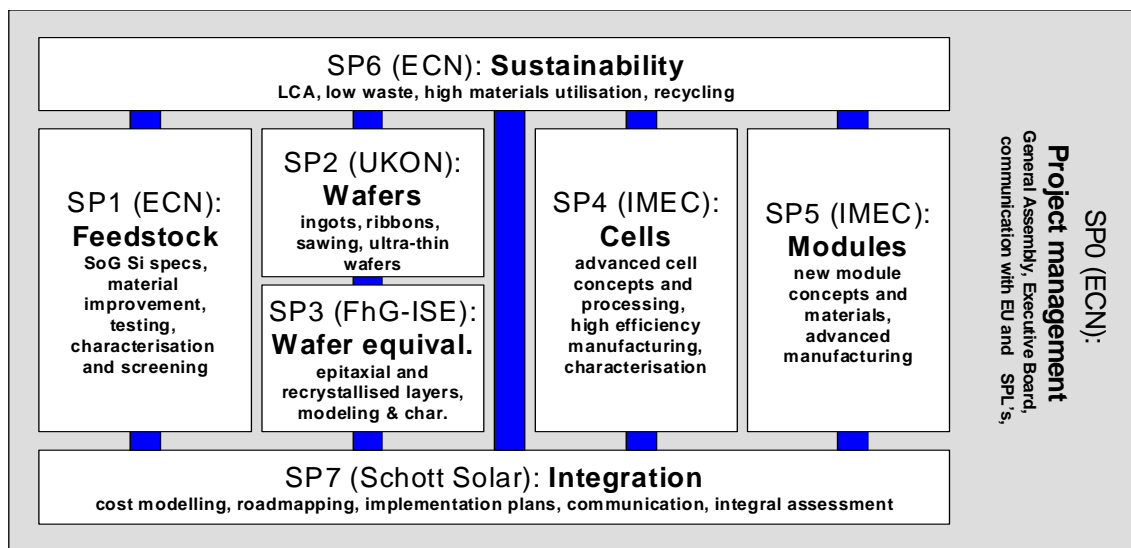 SP6 (ECN): Sustainability
LCA, low waste, high materials utilisation, recycling
SP1 (ECN):
Feedstock
SoG Si specs,
material
improvement,
testing,
characterisation
and screening
SP2 (UKON):
Wafers
ingots, ribbons,
sawing, ultra-thin
wafers
SP3 (FhG-ISE):
Wafer equival.
epitaxial and
recrystallised layers,
modeling & char.
SP4 (IMEC):
Cells
advanced cell
concepts and
processing,
high efficiency
manufacturing,
characterisation
SP5 (IMEC):
Modules
new module
concepts and
materials,
advanced
manufacturing
SP7 (Schott Solar): Integration
cost modelling, roadmapping, implementation plans, communication, integral assessment
SP0 (ECN):
Project management
General Assembly, Executive Board,
communication with EU and SPL's,